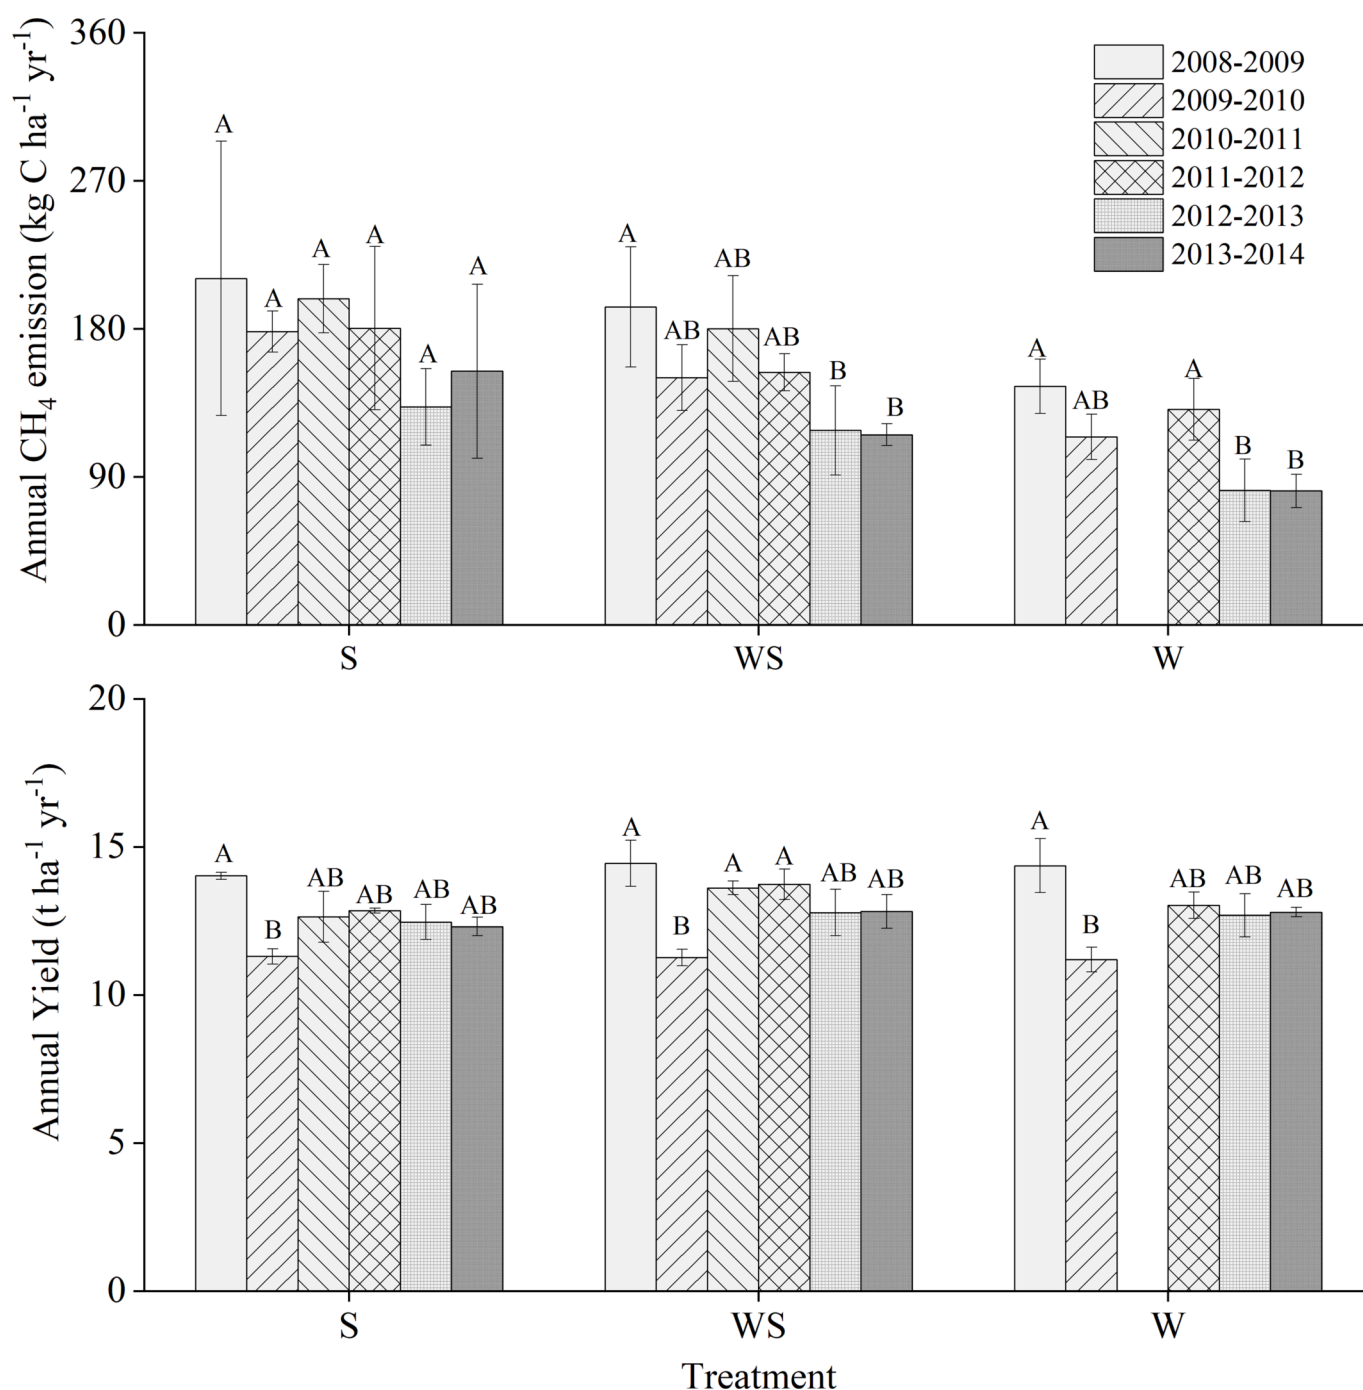 Annual CH₄ emission (kg C ha⁻¹ yr⁻¹)
360
270
180
90
0
2008-2009
2009-2010
2010-2011
2011-2012
2012-2013
2013-2014
A A A A A A
A AB AB AB B B
A AB A B B
S WS W
Annual Yield (t ha⁻¹ yr⁻¹)
20
15
10
5
0
A B AB AB AB AB
A B A A AB AB
A B AB AB AB
S WS W
Treatment